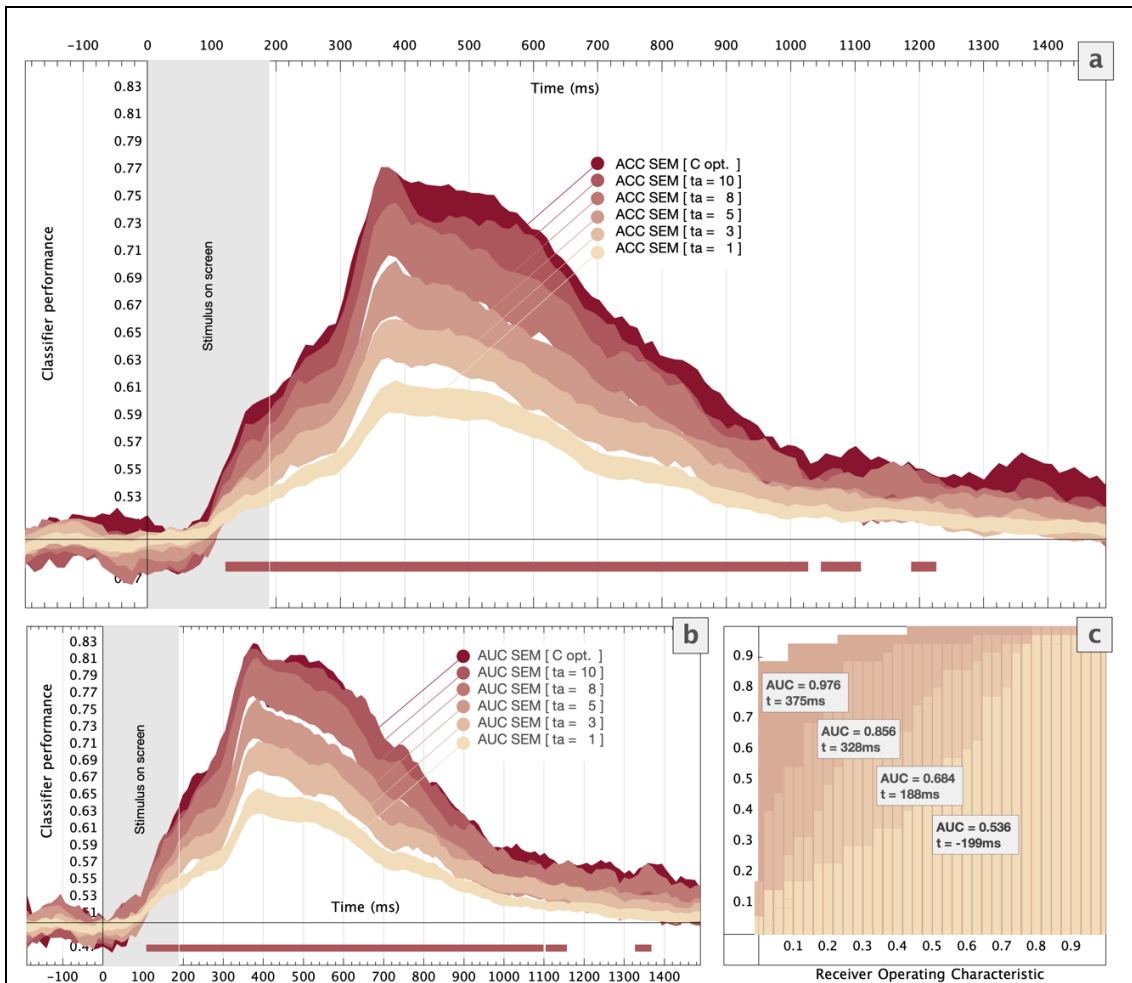 -100 0 100 200 300 400 500 600 700 800 900 1000 1100 1200 1300 1400
a
Time (ms)
0.83
0.81
0.79
0.77
0.75
0.73
0.71
0.69
0.67
0.65
0.63
0.61
0.59
0.57
0.55
0.53
Classifier performance
Stimulus on screen
ACC SEM [ C opt. ]
ACC SEM [ ta = 10 ]
ACC SEM [ ta = 8 ]
ACC SEM [ ta = 5 ]
ACC SEM [ ta = 3 ]
ACC SEM [ ta = 1 ]
b
0.83
0.81
0.79
0.77
0.75
0.73
0.71
0.69
0.67
0.65
0.63
0.61
0.59
0.57
0.55
0.53
Classifier performance
Stimulus on screen
AUC SEM [ C opt. ]
AUC SEM [ ta = 10 ]
AUC SEM [ ta = 8 ]
AUC SEM [ ta = 5 ]
AUC SEM [ ta = 3 ]
AUC SEM [ ta = 1 ]
Time (ms)
-100 0 100 200 300 400 500 600 700 800 900 1000 1100 1200 1300 1400
c
0.9
0.8
0.7
0.6
0.5
0.4
0.3
0.2
0.1
AUC = 0.976
t = 375ms
AUC = 0.856
t = 328ms
AUC = 0.684
t = 188ms
AUC = 0.536
t = -199ms
0.1 0.2 0.3 0.4 0.5 0.6 0.7 0.8 0.9
Receiver Operating Characteristic